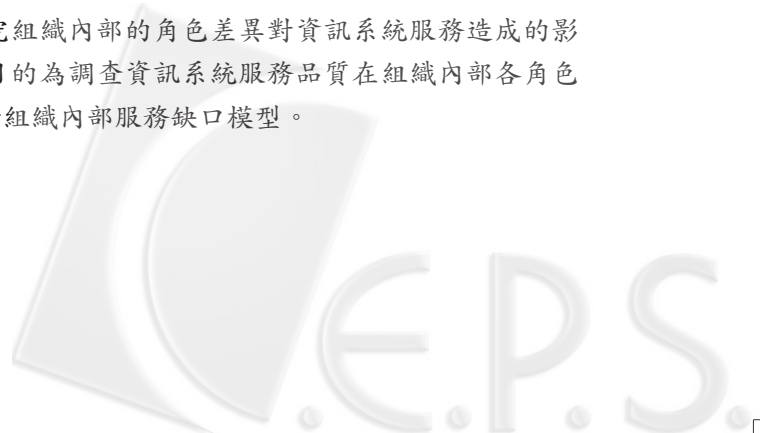 究組織內部的角色差異對資訊系統服務造成的影
的為調查資訊系統服務品質在組織內部各角色
組織內部服務缺口模型。
C.E.P.S.